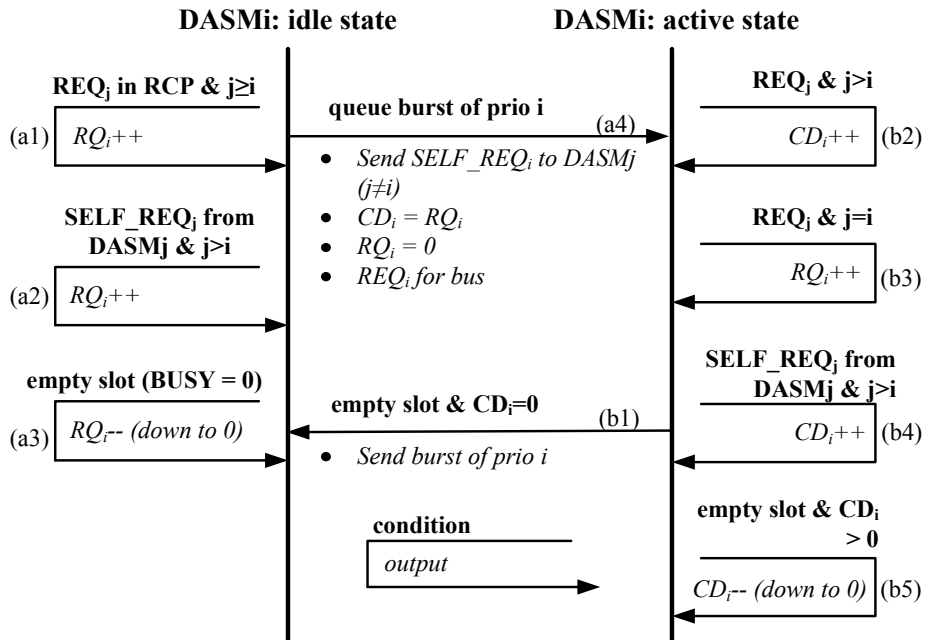 DASMi: idle state
DASMi: active state
REQj in RCP & j≥i
(a1)
RQi++
SELF_REQj from
DASMj & j>i
(a2)
RQi++
empty slot (BUSY = 0)
(a3)
RQi-- (down to 0)
queue burst of prio i
(a4)
• Send SELF_REQi to DASMj
(j≠i)
• CDi = RQi
• RQi = 0
• REQi for bus
empty slot & CDi=0
(b1)
• Send burst of prio i
condition
output
REQj & j>i
CDi++
(b2)
REQj & j=i
RQi++
(b3)
SELF_REQj from
DASMj & j>i
CDi++
(b4)
empty slot & CDi
> 0
CDi-- (down to 0)
(b5)